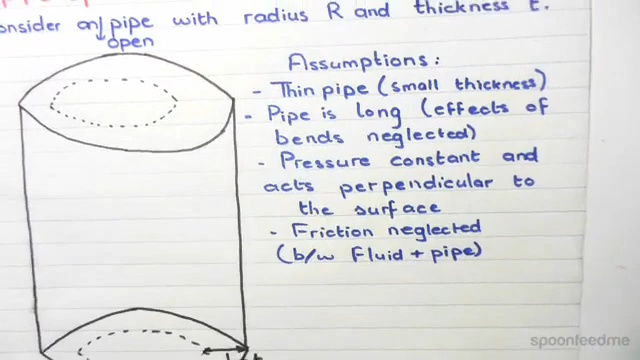 onsider an pipe with radius R and thickness t.
open
Assumptions:
- Thin pipe (small thickness)
- Pipe is long (effects of
bends neglected)
- Pressure constant and
acts perpendicular to
the surface
- Friction neglected
(b/w Fluid + pipe)
t
spoonfeedme